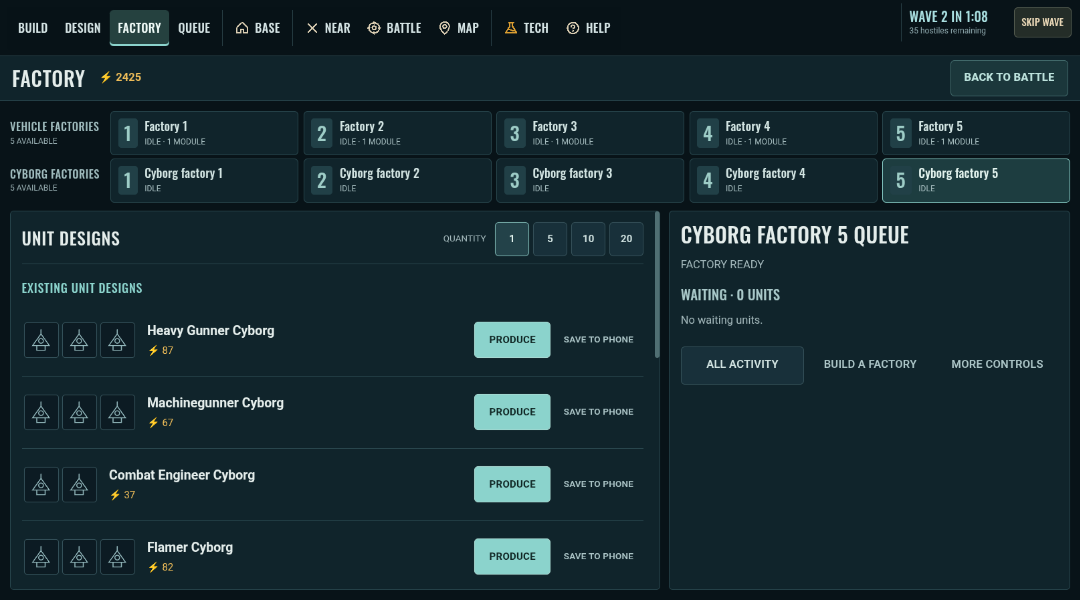 BUILD DESIGN FACTORY QUEUE BASE NEAR BATTLE MAP TECH HELP
WAVE 2 IN 1:08
35 hostiles remaining
SKIP WAVE
FACTORY
2425
BACK TO BATTLE
VEHICLE FACTORIES
5 AVAILABLE
1 Factory 1
IDLE · 1 MODULE
2 Factory 2
IDLE · 1 MODULE
3 Factory 3
IDLE · 1 MODULE
4 Factory 4
IDLE · 1 MODULE
5 Factory 5
IDLE · 1 MODULE
CYBORG FACTORIES
5 AVAILABLE
1 Cyborg factory 1
IDLE
2 Cyborg factory 2
IDLE
3 Cyborg factory 3
IDLE
4 Cyborg factory 4
IDLE
5 Cyborg factory 5
IDLE
UNIT DESIGNS
QUANTITY 1 5 10 20
EXISTING UNIT DESIGNS
Heavy Gunner Cyborg
87
PRODUCE SAVE TO PHONE
Machinegunner Cyborg
67
PRODUCE SAVE TO PHONE
Combat Engineer Cyborg
37
PRODUCE SAVE TO PHONE
Flamer Cyborg
82
PRODUCE SAVE TO PHONE
CYBORG FACTORY 5 QUEUE
FACTORY READY
WAITING · 0 UNITS
No waiting units.
ALL ACTIVITY BUILD A FACTORY MORE CONTROLS